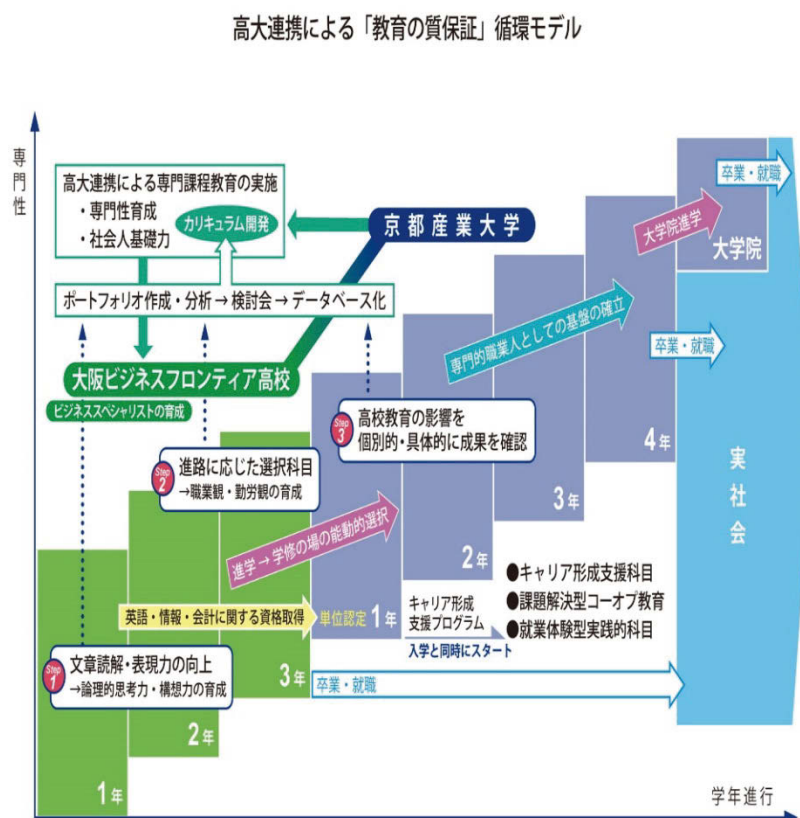 高大連携による「教育の質保証」循環モデル
専門性
高大連携による専門課程教育の実施
・専門性育成
・社会人基礎力
カリキュラム開発
京都産業大学
ポートフォリオ作成・分析→検討会→データベース化
大阪ビジネスフロンティア高校
ビジネススペシャリストの育成
卒業・就職
大学院進学
大学院
専門的職業人としての基盤の確立
卒業・就職
Step
3
高校教育の影響を
個別的・具体的に成果を確認
Step
2
進路に応じた選択科目
→職業観・勤労観の育成
4年
3年
2年
実社会
進学→学修の場の能動的選択
英語・情報・会計に関する資格取得
単位認定
1年
キャリア形成
支援プログラム
入学と同時にスタート
●キャリア形成支援科目
●課題解決型コーオプ教育
●就業体験型実践的科目
Step
1
文章読解・表現力の向上
→論理的思考力・構想力の育成
3年
卒業・就職
2年
1年
学年進行